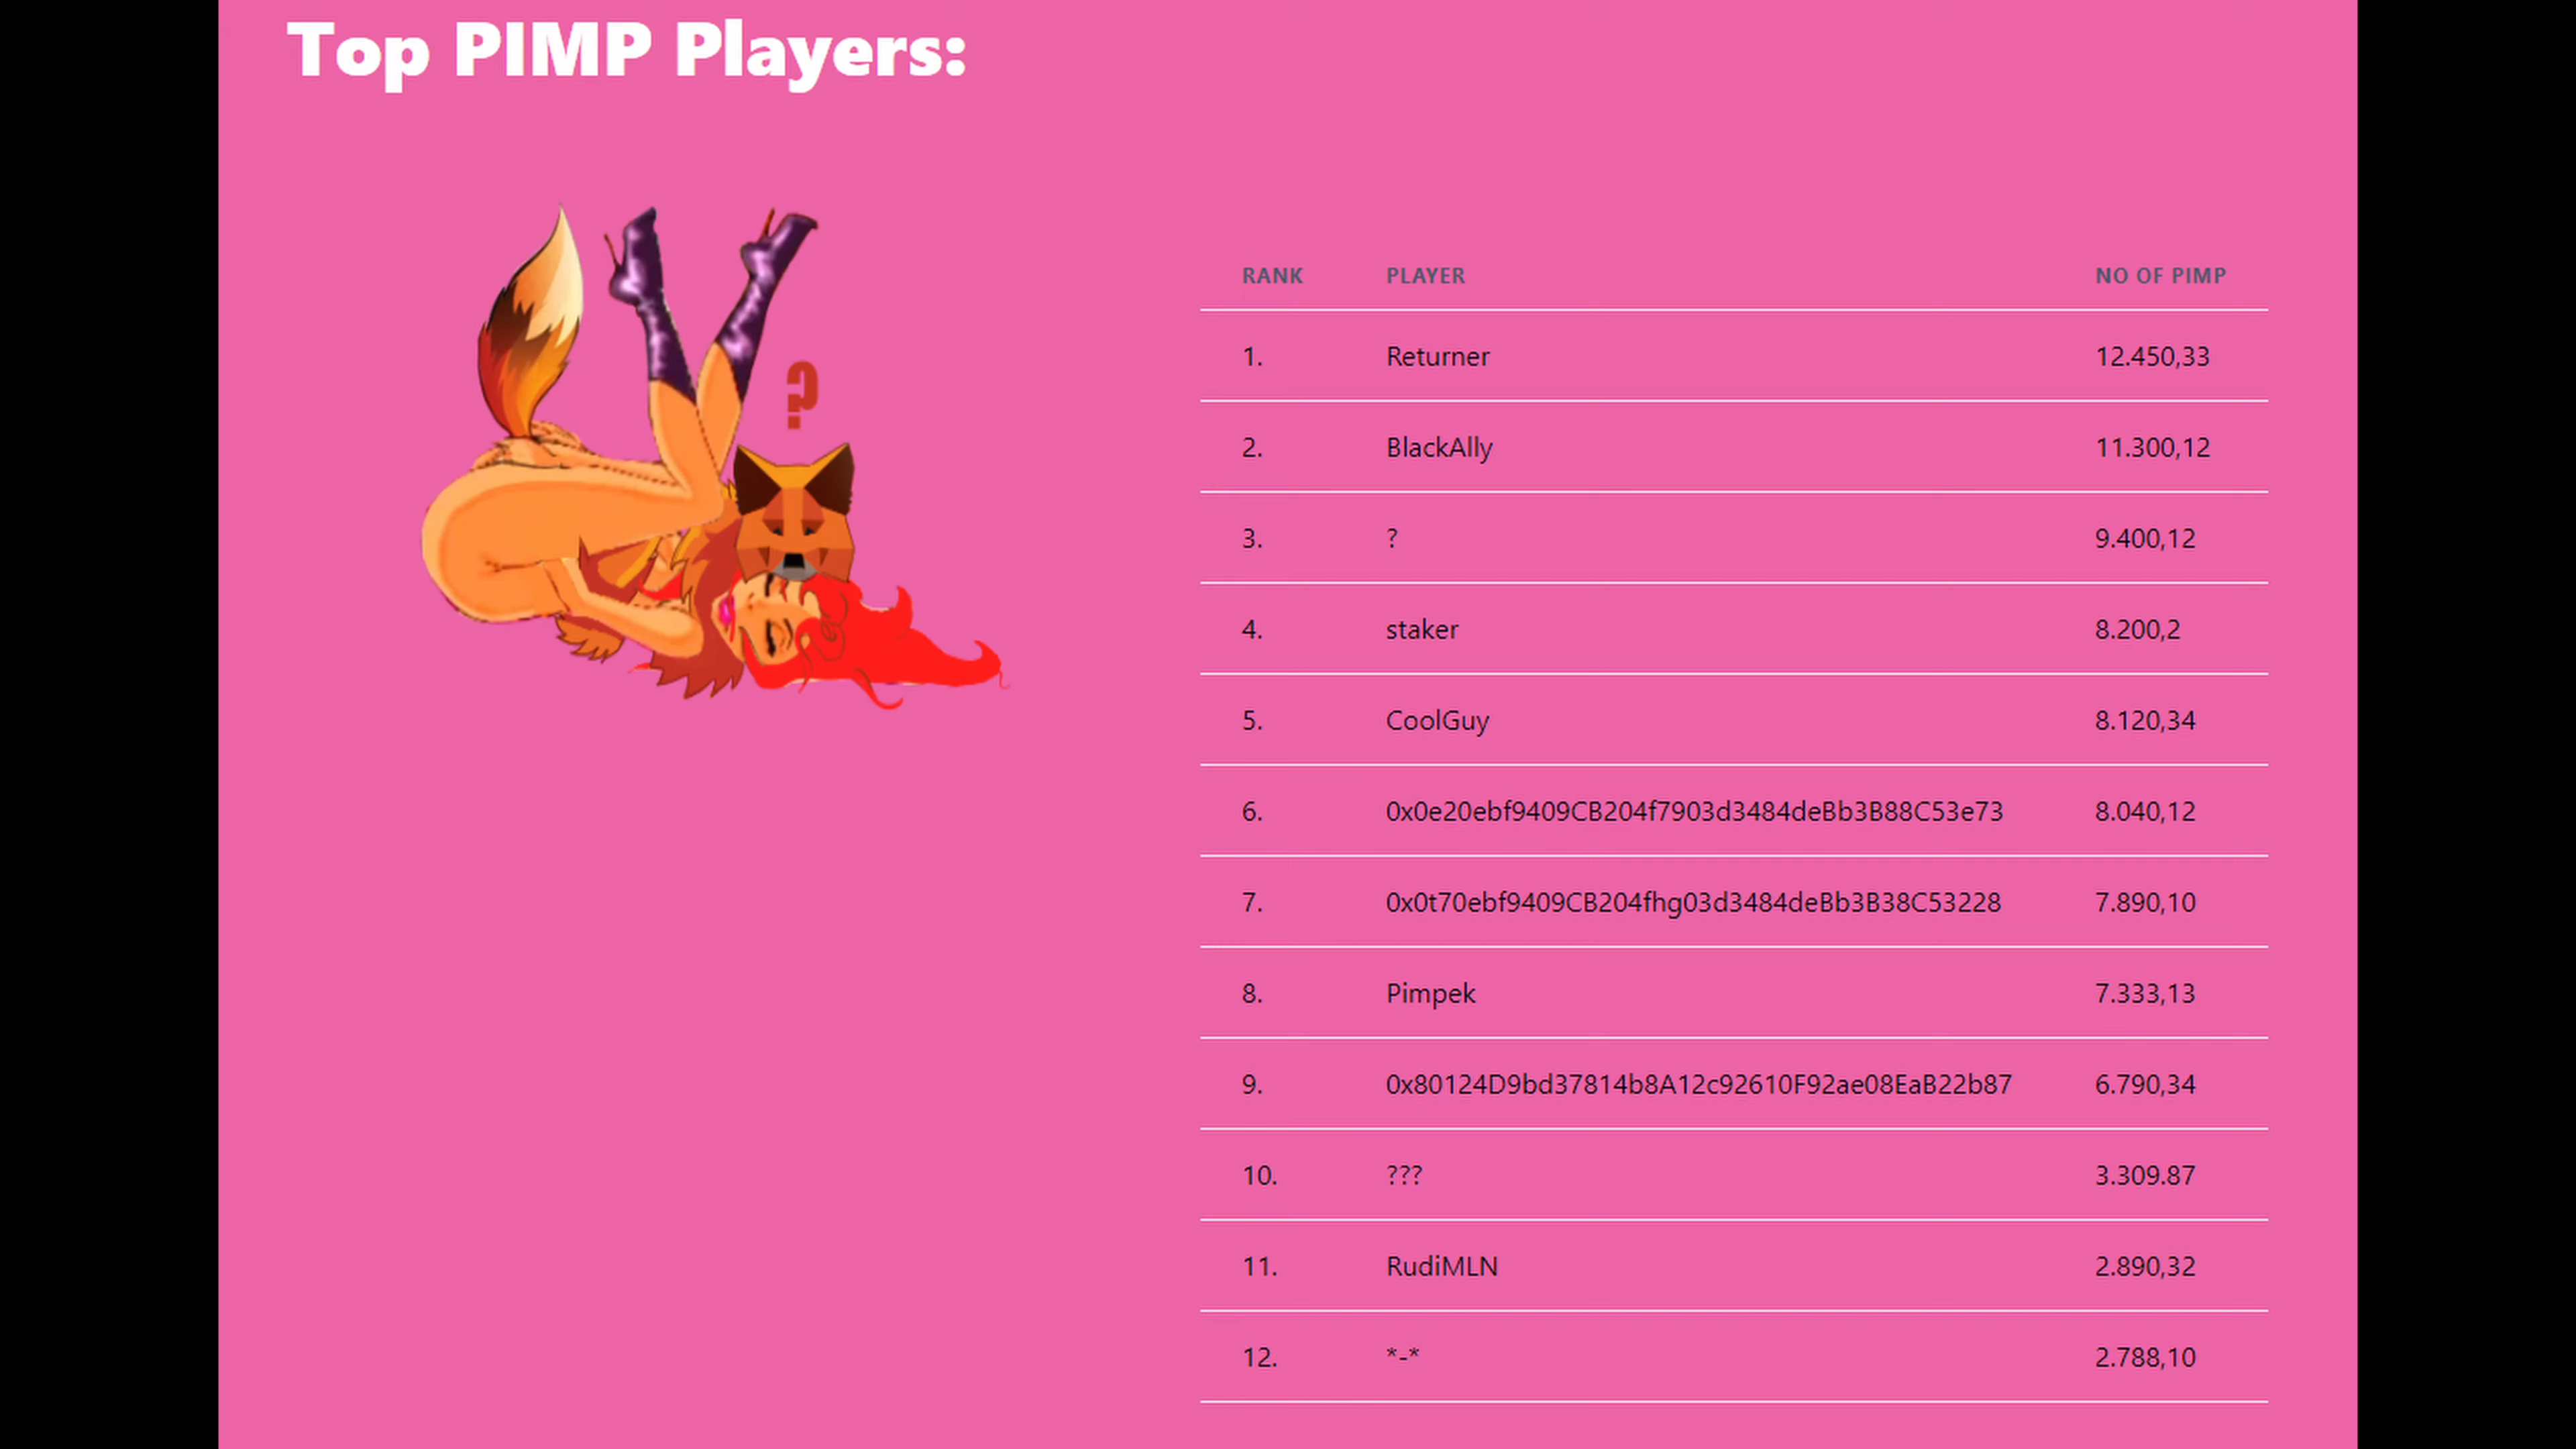 Top PIMP Players:
?
RANK PLAYER NO OF PIMP
1. Returner 12.450,33
2. BlackAlly 11.300,12
3. ? 9.400,12
4. staker 8.200,2
5. CoolGuy 8.120,34
6. 0x0e20ebf9409CB204f7903d3484deBb3B88C53e73 8.040,12
7. 0x0t70ebf9409CB204fhg03d3484deBb3B38C53228 7.890,10
8. Pimpek 7.333,13
9. 0x80124D9bd37814b8A12c92610F92ae08EaB22b87 6.790,34
10. ??? 3.309.87
11. RudiMLN 2.890,32
12. *-* 2.788,10